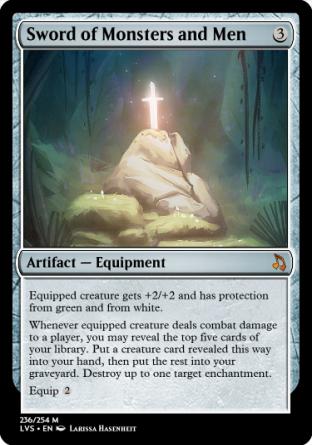 Sword of Monsters and Men 3
Artifact — Equipment
Equipped creature gets +2/+2 and has protection
from green and from white.
Whenever equipped creature deals combat damage
to a player, you may reveal the top five cards of
your library. Put a creature card revealed this way
into your hand, then put the rest into your
graveyard. Destroy up to one target enchantment.
Equip 2
236/254 M
LVS • EN Larissa Hasenheit